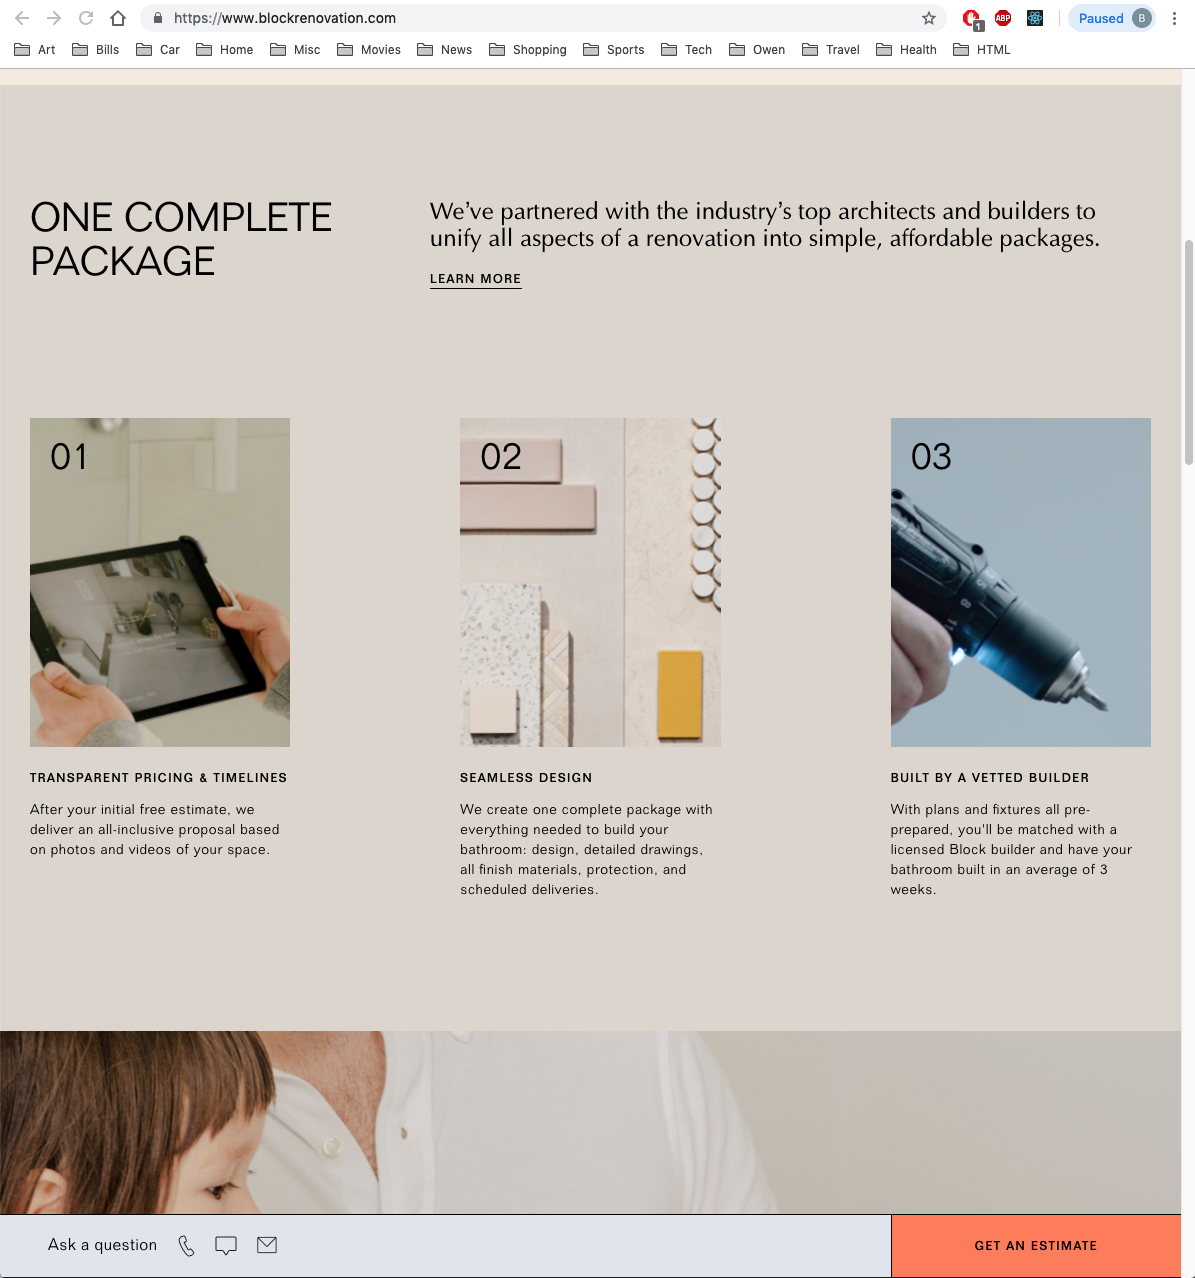 https://www.blockrenovation.com
1
ABP
Paused
B
Art
Bills
Car
Home
Misc
Movies
News
Shopping
Sports
Tech
Owen
Travel
Health
HTML
ONE COMPLETE
PACKAGE
We’ve partnered with the industry’s top architects and builders to
unify all aspects of a renovation into simple, affordable packages.
LEARN MORE
01
02
03
5
8
TRANSPARENT PRICING & TIMELINES
After your initial free estimate, we
deliver an all-inclusive proposal based
on photos and videos of your space.
SEAMLESS DESIGN
We create one complete package with
everything needed to build your
bathroom: design, detailed drawings,
all finish materials, protection, and
scheduled deliveries.
BUILT BY A VETTED BUILDER
With plans and fixtures all pre-
prepared, you'll be matched with a
licensed Block builder and have your
bathroom built in an average of 3
weeks.
Ask a question
GET AN ESTIMATE